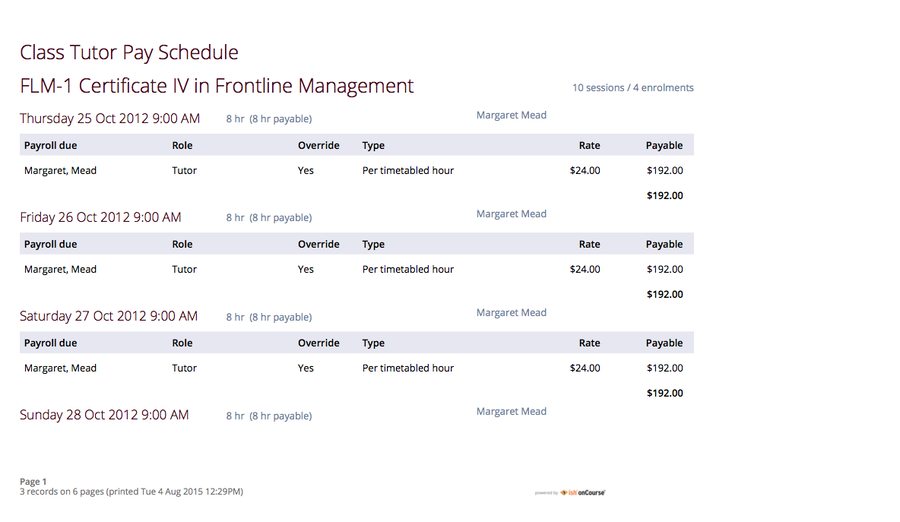 Class Tutor Pay Schedule
FLM-1 Certificate IV in Frontline Management 10 sessions / 4 enrolments
Thursday 25 Oct 2012 9:00 AM 8 hr (8 hr payable) Margaret Mead
Payroll due Role Override Type Rate Payable
Margaret, Mead Tutor Yes Per timetabled hour $24.00 $192.00
$192.00
Friday 26 Oct 2012 9:00 AM 8 hr (8 hr payable) Margaret Mead
Payroll due Role Override Type Rate Payable
Margaret, Mead Tutor Yes Per timetabled hour $24.00 $192.00
$192.00
Saturday 27 Oct 2012 9:00 AM 8 hr (8 hr payable) Margaret Mead
Payroll due Role Override Type Rate Payable
Margaret, Mead Tutor Yes Per timetabled hour $24.00 $192.00
$192.00
Sunday 28 Oct 2012 9:00 AM 8 hr (8 hr payable) Margaret Mead
Page 1
3 records on 6 pages (printed Tue 4 Aug 2015 12:29PM) powered by ish onCourse